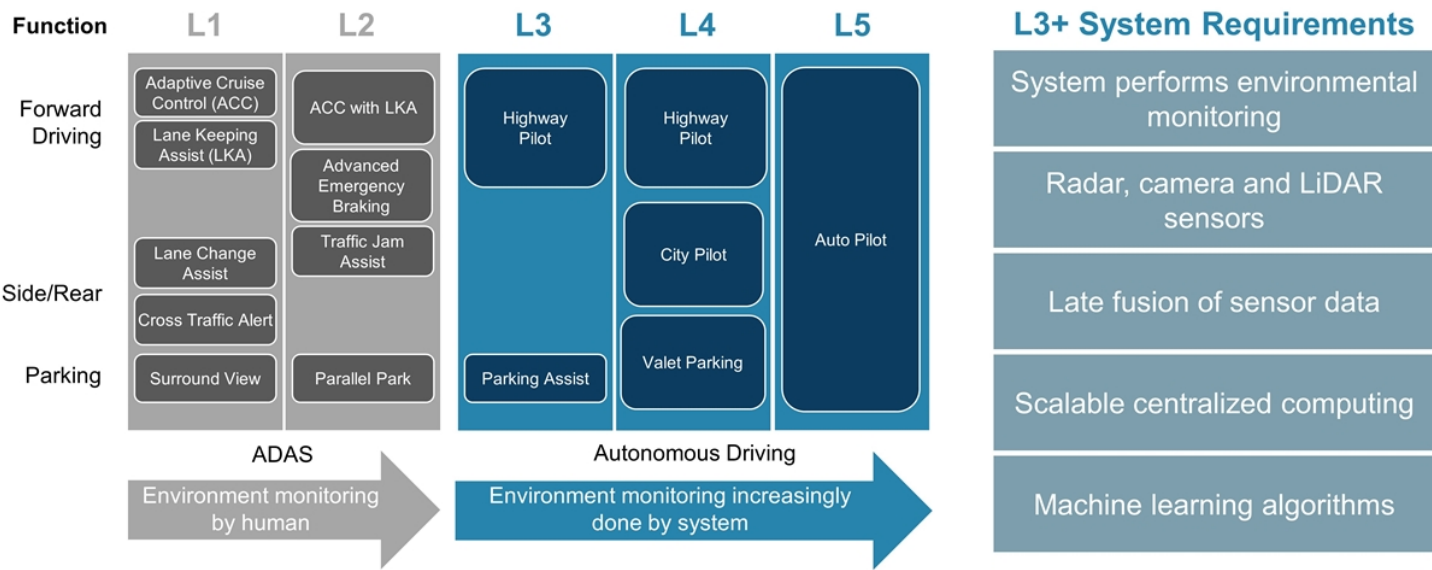 Function
L1
L2
L3
L4
L5
L3+ System Requirements
Forward
Driving
Side/Rear
Parking
Adaptive Cruise
Control (ACC)
Lane Keeping
Assist (LKA)
Lane Change
Assist
Cross Traffic Alert
Surround View
ACC with LKA
Advanced
Emergency
Braking
Traffic Jam
Assist
Parallel Park
Highway
Pilot
Parking Assist
Highway
Pilot
City Pilot
Valet Parking
Auto Pilot
ADAS
Environment monitoring
by human
Autonomous Driving
Environment monitoring increasingly
done by system
System performs environmental
monitoring
Radar, camera and LiDAR
sensors
Late fusion of sensor data
Scalable centralized computing
Machine learning algorithms